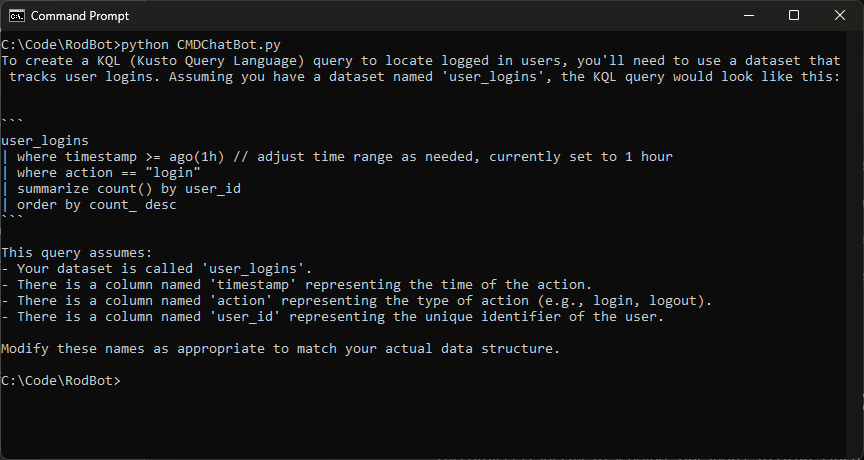 Command Prompt
C:\Code\RodBot>python CMDChatBot.py
To create a KQL (Kusto Query Language) query to locate logged in users, you'll need to use a dataset that
 tracks user logins. Assuming you have a dataset named 'user_logins', the KQL query would look like this:
```
user_logins
| where timestamp >= ago(1h) // adjust time range as needed, currently set to 1 hour
| where action == "login"
| summarize count() by user_id
| order by count_ desc
```
This query assumes:
- Your dataset is called 'user_logins'.
- There is a column named 'timestamp' representing the time of the action.
- There is a column named 'action' representing the type of action (e.g., login, logout).
- There is a column named 'user_id' representing the unique identifier of the user.
Modify these names as appropriate to match your actual data structure.
C:\Code\RodBot>